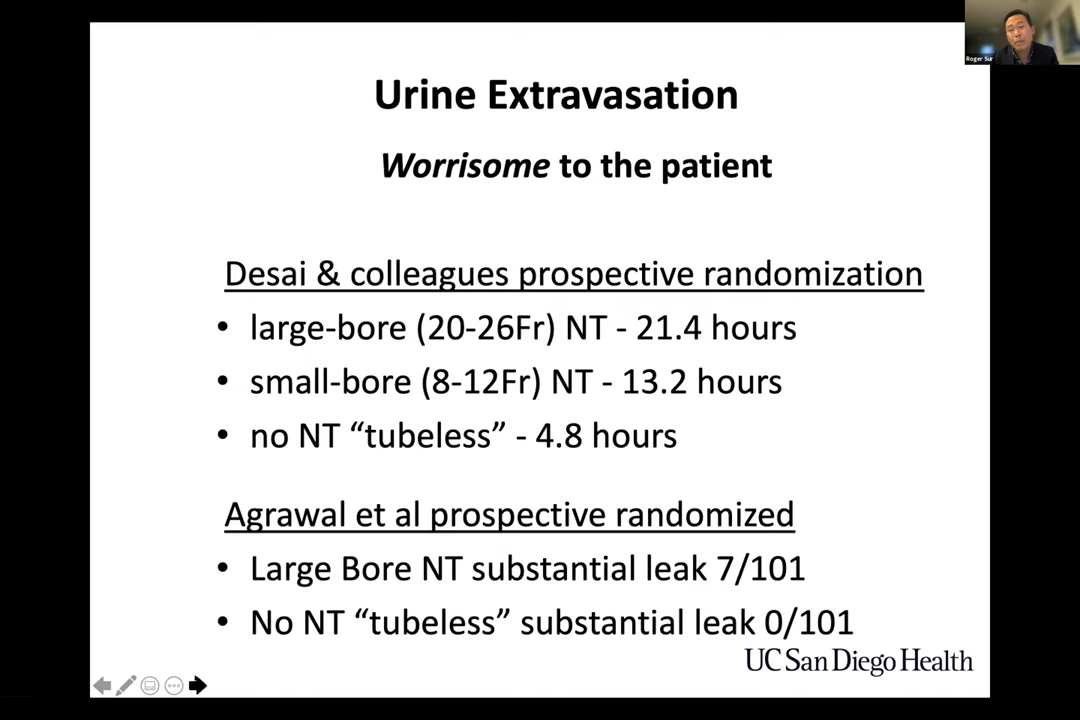 Roger Sur
Urine Extravasation
Worrisome to the patient
Desai & colleagues prospective randomization
• large-bore (20-26Fr) NT - 21.4 hours
• small-bore (8-12Fr) NT - 13.2 hours
• no NT “tubeless” - 4.8 hours
Agrawal et al prospective randomized
• Large Bore NT substantial leak 7/101
• No NT “tubeless” substantial leak 0/101
UC San Diego Health